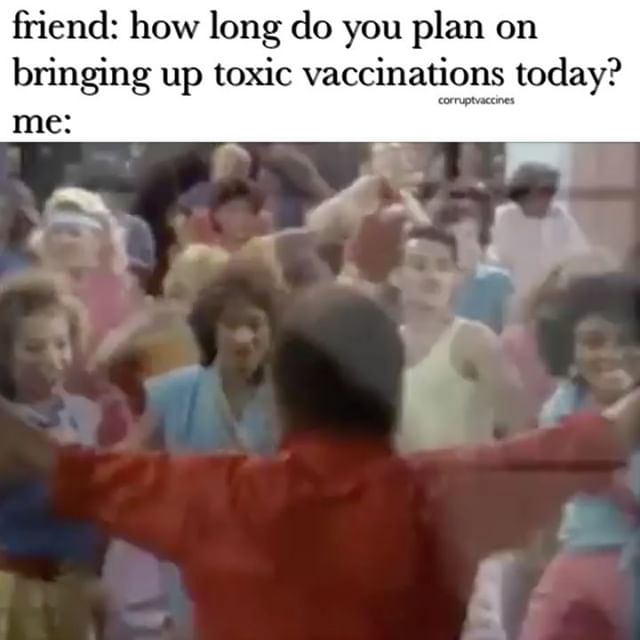 friend: how long do you plan on
bringing up toxic vaccinations today?
corruptvaccines
me: